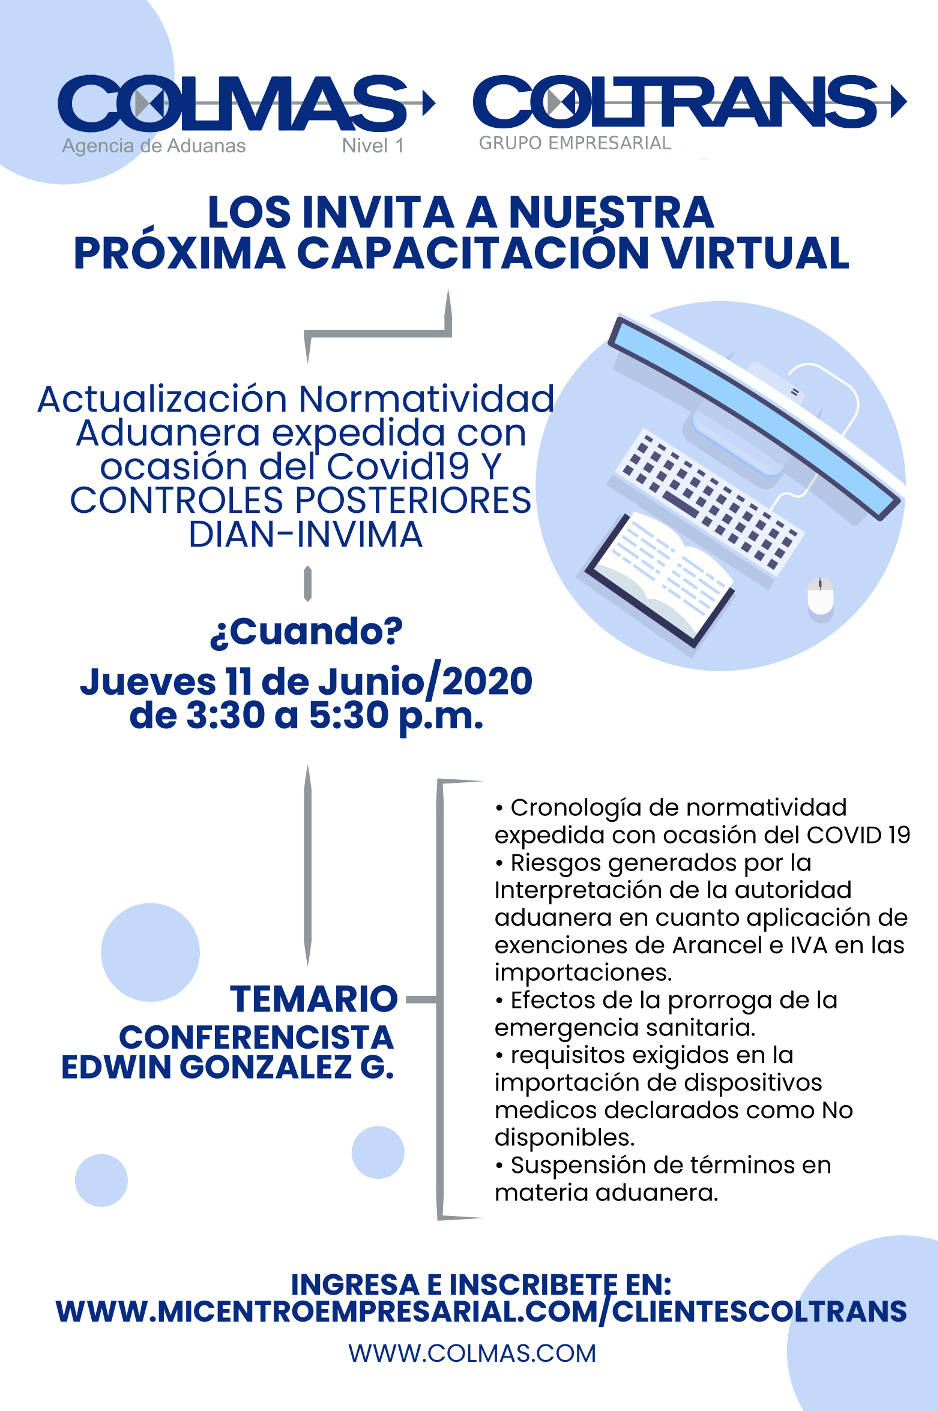 COLMAS
Agencia de Aduanas Nivel 1
COLTRANS
GRUPO EMPRESARIAL
LOS INVITA A NUESTRA
PRÓXIMA CAPACITACIÓN VIRTUAL
Actualización Normatividad
Aduanera expedida con
ocasión del Covid19 Y
CONTROLES POSTERIORES
DIAN-INVIMA
¿Cuando?
Jueves 11 de Junio/2020
de 3:30 a 5:30 p.m.
TEMARIO
CONFERENCISTA
EDWIN GONZALEZ G.
• Cronología de normatividad
expedida con ocasión del COVID 19
• Riesgos generados por la
Interpretación de la autoridad
aduanera en cuanto aplicación de
exenciones de Arancel e IVA en las
importaciones.
• Efectos de la prorroga de la
emergencia sanitaria.
• requisitos exigidos en la
importación de dispositivos
medicos declarados como No
disponibles.
• Suspensión de términos en
materia aduanera.
INGRESA E INSCRIBETE EN:
WWW.MICENTROEMPRESARIAL.COM/CLIENTESCOLTRANS
WWW.COLMAS.COM